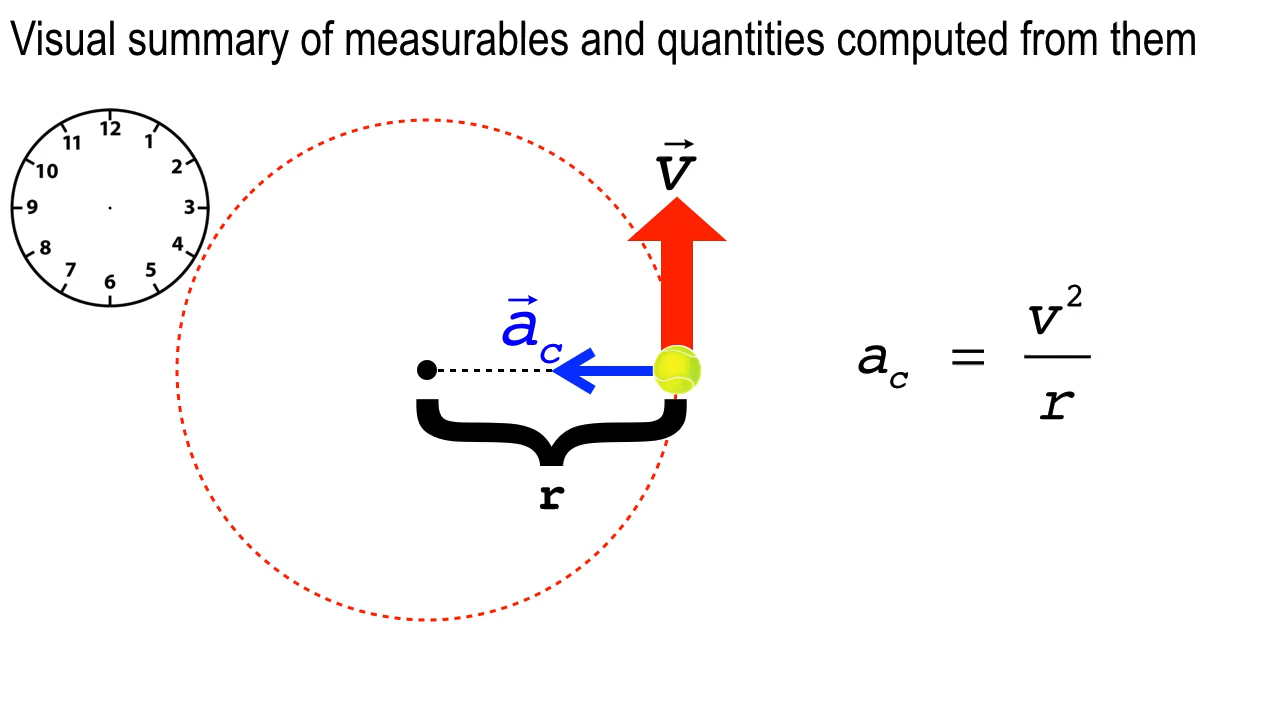 Visual summary of measurables and quantities computed from them
12
11 1
10 2
9 3
8 4
7 5
6
v⃗
a⃗c
r
ac = v² / r